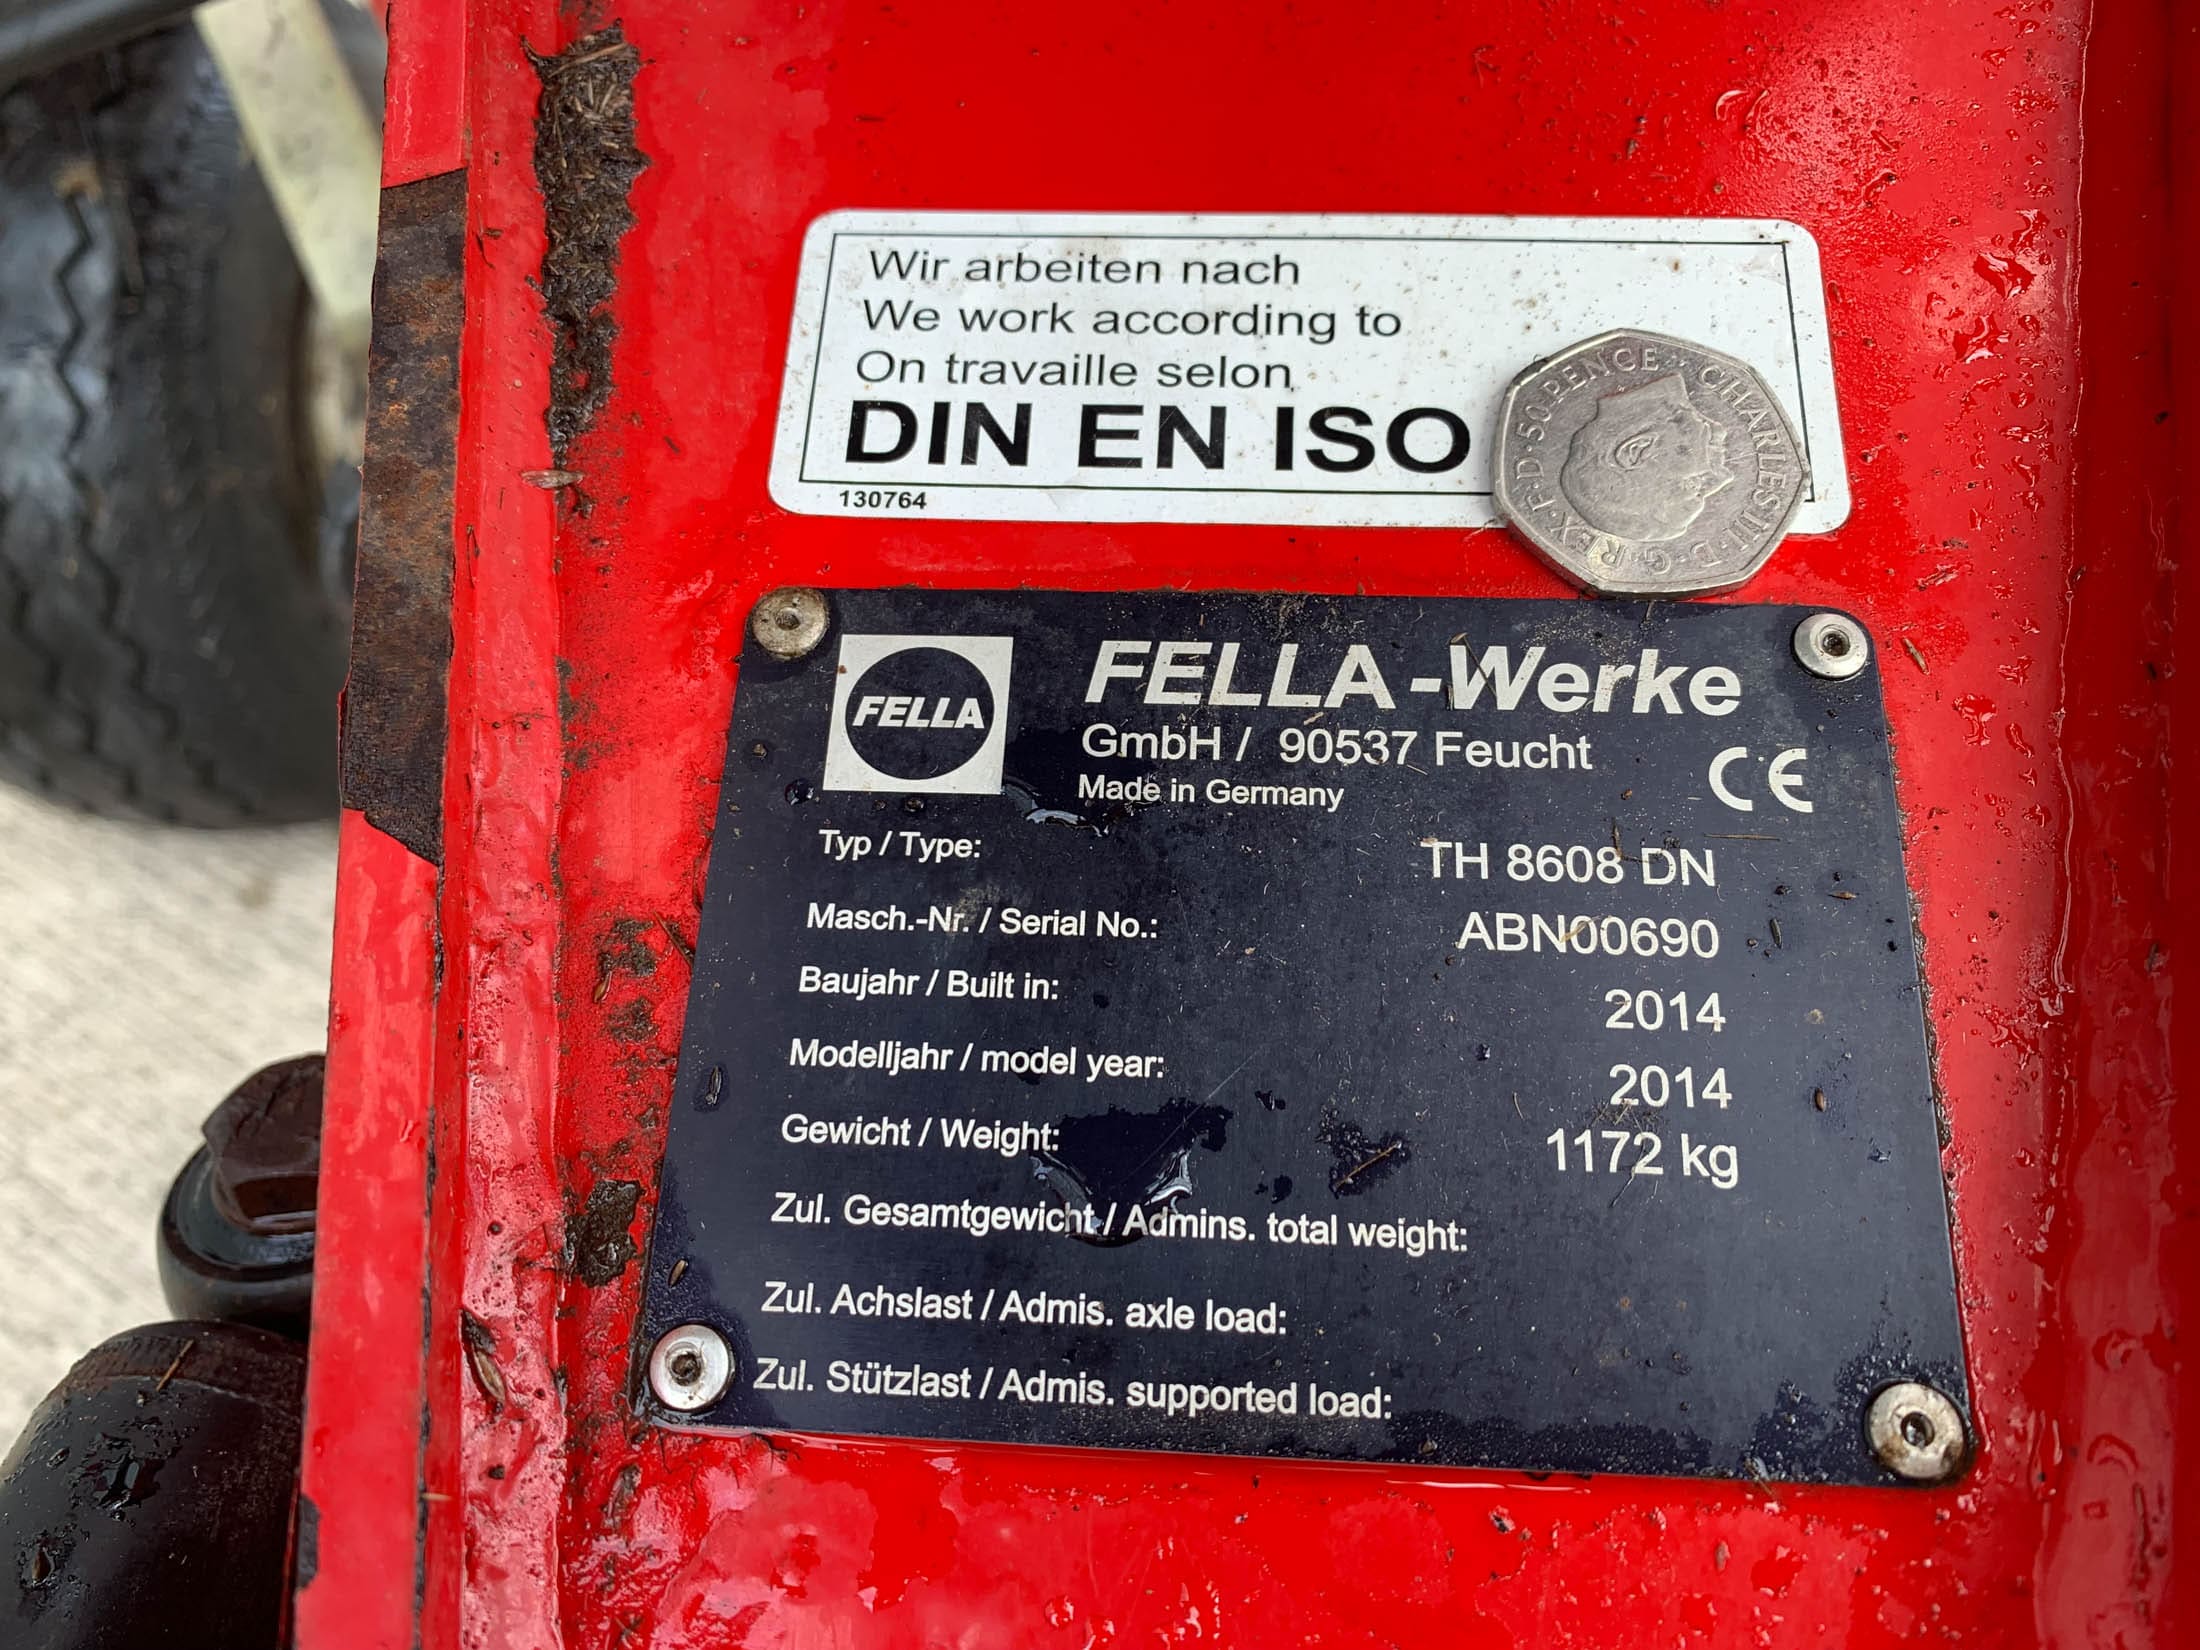 Wir arbeiten nach
We work according to
On travaille selon
DIN EN ISO
130764
50 PENCE · CHARLES III · D · G · REX · F · D ·
FELLA
FELLA-Werke
GmbH / 90537 Feucht
Made in Germany
CE
Typ / Type: TH 8608 DN
Masch.-Nr. / Serial No.: ABN00690
Baujahr / Built in: 2014
Modelljahr / model year: 2014
Gewicht / Weight: 1172 kg
Zul. Gesamtgewicht / Admins. total weight:
Zul. Achslast / Admis. axle load:
Zul. Stützlast / Admis. supported load: